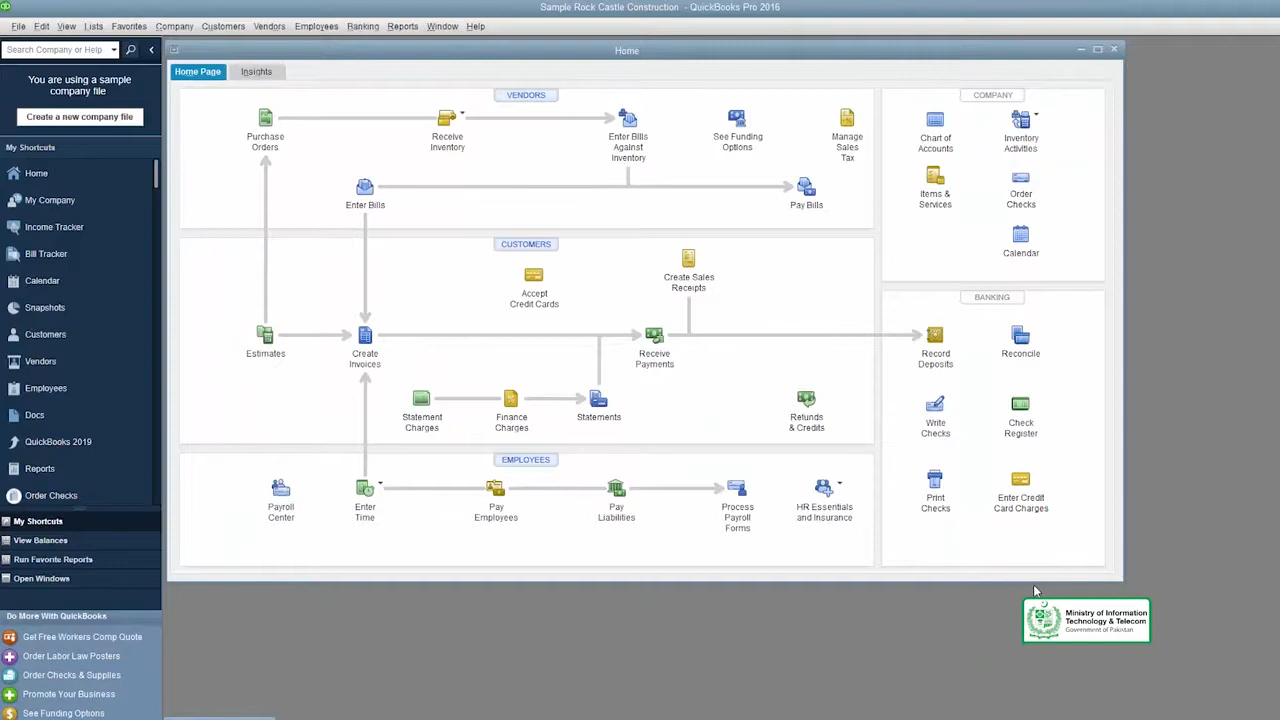 Sample Rock Castle Construction - QuickBooks Pro 2016
File Edit View Lists Favorites Company Customers Vendors Employees Banking Reports Window Help
Search Company or Help
You are using a sample
company file
Create a new company file
My Shortcuts
Home
My Company
Income Tracker
Bill Tracker
Calendar
Snapshots
Customers
Vendors
Employees
Docs
QuickBooks 2019
Reports
Order Checks
My Shortcuts
View Balances
Run Favorite Reports
Open Windows
Do More With QuickBooks
Get Free Workers Comp Quote
Order Labor Law Posters
Order Checks & Supplies
Promote Your Business
See Funding Options
Home
Home Page Insights
VENDORS
Purchase
Orders
Receive
Inventory
Enter Bills
Against
Inventory
See Funding
Options
Manage
Sales
Tax
Enter Bills
Pay Bills
CUSTOMERS
Accept
Credit Cards
Create Sales
Receipts
Estimates
Create
Invoices
Receive
Payments
Statement
Charges
Finance
Charges
Statements
Refunds
& Credits
EMPLOYEES
Payroll
Center
Enter
Time
Pay
Employees
Pay
Liabilities
Process
Payroll
Forms
HR Essentials
and Insurance
COMPANY
Chart of
Accounts
Inventory
Activities
Items &
Services
Order
Checks
Calendar
BANKING
Record
Deposits
Reconcile
Write
Checks
Check
Register
Print
Checks
Enter Credit
Card Charges
Ministry of Information
Technology & Telecom
Government of Pakistan